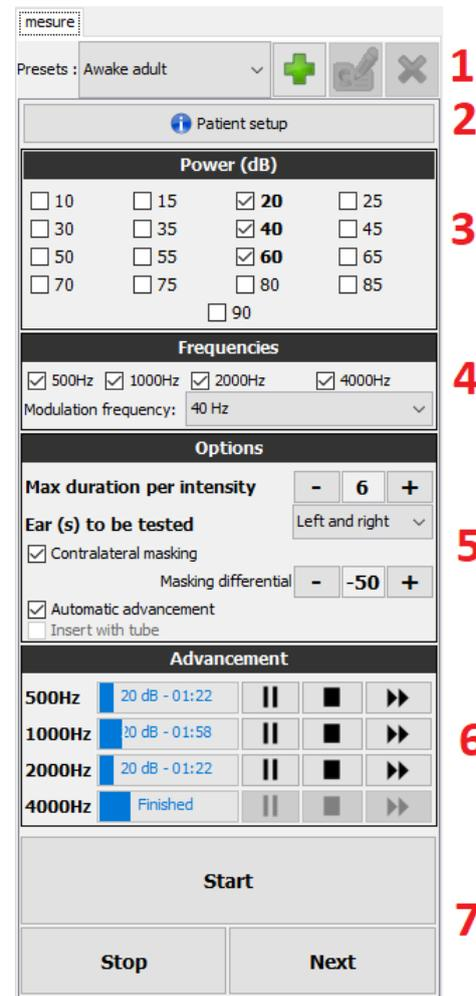 mesure
Presets : Awake adult
1
Patient setup
2
Power (dB)
10 15 20 25
30 35 40 45
50 55 60 65
70 75 80 85
90
3
Frequencies
500Hz 1000Hz 2000Hz 4000Hz
Modulation frequency: 40 Hz
4
Options
Max duration per intensity - 6 +
Ear (s) to be tested Left and right
Contralateral masking
Masking differential - -50 +
Automatic advancement
Insert with tube
5
Advancement
500Hz 20 dB - 01:22
1000Hz 20 dB - 01:58
2000Hz 20 dB - 01:22
4000Hz Finished
6
Start
Stop Next
7